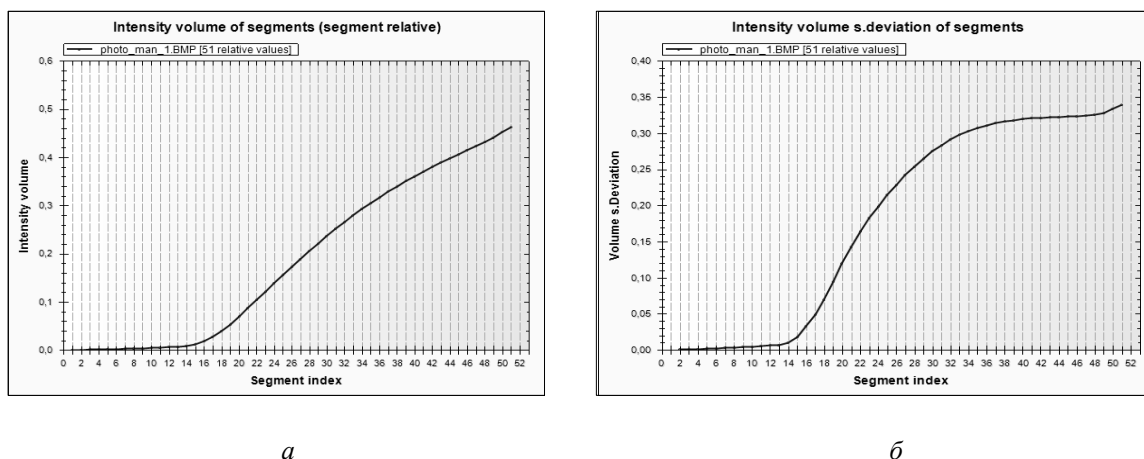 Intensity volume of segments (segment relative)
photo_man_1.BMP [51 relative values]
Intensity volume
0,6
0,5
0,4
0,3
0,2
0,1
0,0
0 2 4 6 8 10 12 14 16 18 20 22 24 26 28 30 32 34 36 38 40 42 44 46 48 50 52
Segment index
а
Intensity volume s.deviation of segments
photo_man_1.BMP [51 relative values]
Volume s.Deviation
0,40
0,35
0,30
0,25
0,20
0,15
0,10
0,05
0,00
0 2 4 6 8 10 12 14 16 18 20 22 24 26 28 30 32 34 36 38 40 42 44 46 48 50 52
Segment index
б